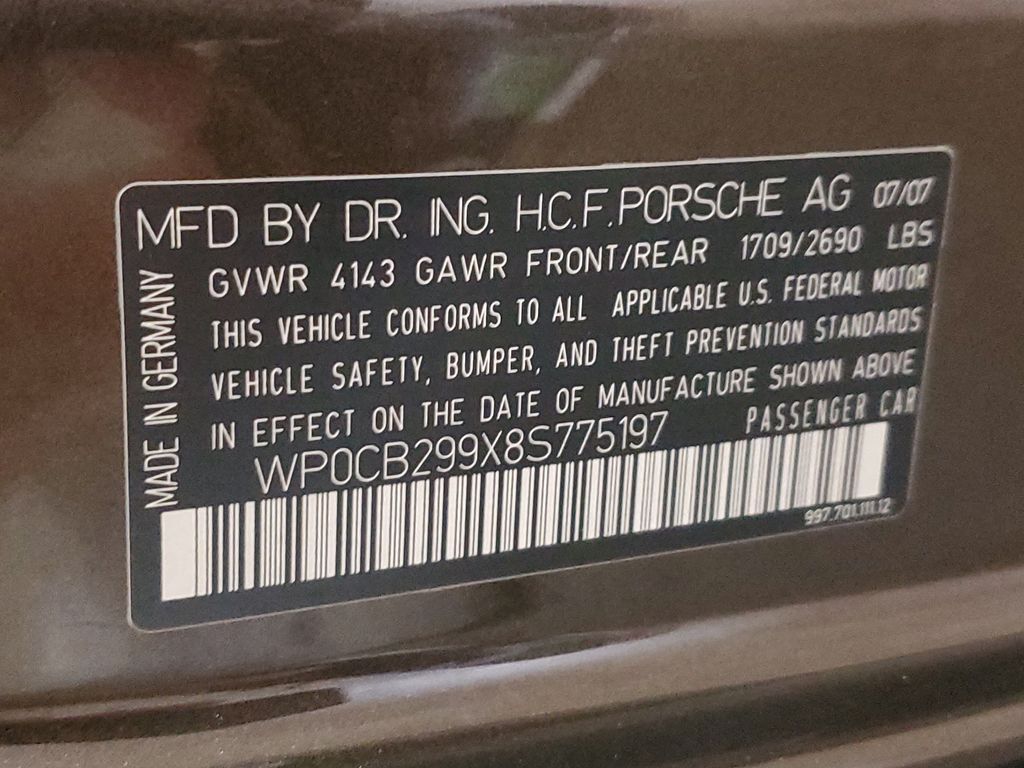 MFD BY DR. ING. H.C.F. PORSCHE AG 07/07
GVWR 4143 GAWR FRONT/REAR 1709/2690 LBS
THIS VEHICLE CONFORMS TO ALL APPLICABLE U.S. FEDERAL MOTOR
VEHICLE SAFETY, BUMPER, AND THEFT PREVENTION STANDARDS
IN EFFECT ON THE DATE OF MANUFACTURE SHOWN ABOVE
WP0CB299X8S775197 PASSENGER CAR
997.701.111.12
MADE IN GERMANY